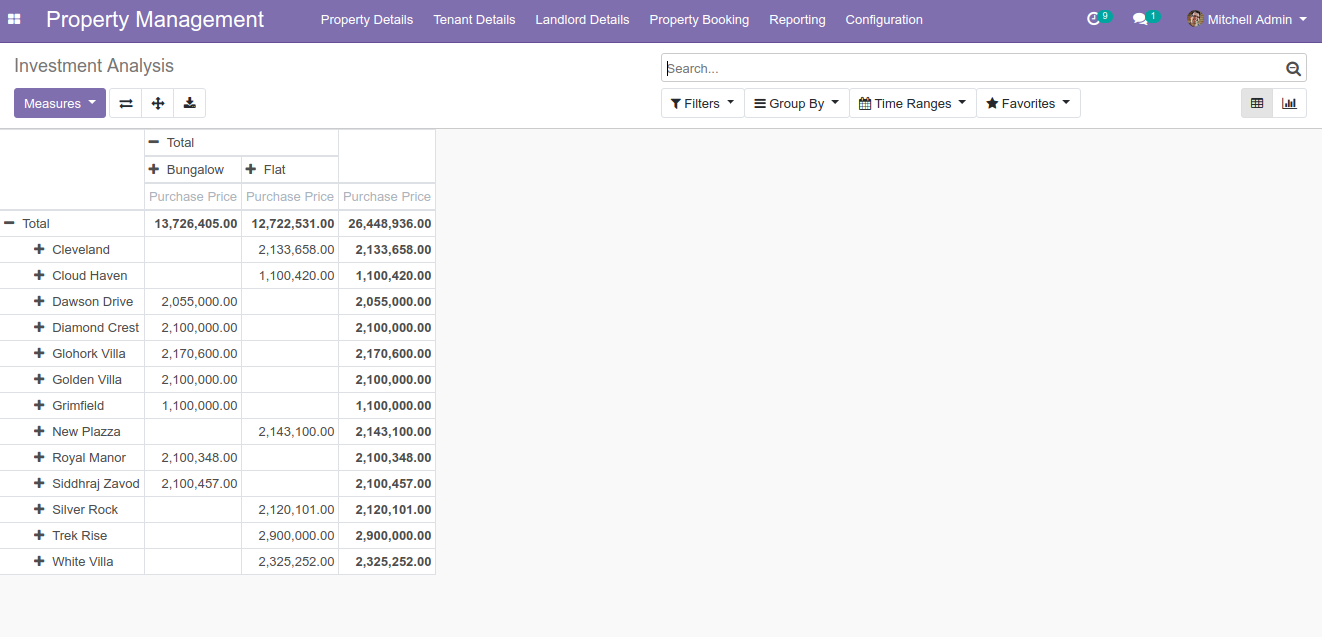 Property Management Property Details Tenant Details Landlord Details Property Booking Reporting Configuration 9 1 Mitchell Admin
Investment Analysis Search...
Measures Filters Group By Time Ranges Favorites
Total
Bungalow Flat
Purchase Price Purchase Price Purchase Price
Total 13,726,405.00 12,722,531.00 26,448,936.00
Cleveland 2,133,658.00 2,133,658.00
Cloud Haven 1,100,420.00 1,100,420.00
Dawson Drive 2,055,000.00 2,055,000.00
Diamond Crest 2,100,000.00 2,100,000.00
Glohork Villa 2,170,600.00 2,170,600.00
Golden Villa 2,100,000.00 2,100,000.00
Grimfield 1,100,000.00 1,100,000.00
New Plazza 2,143,100.00 2,143,100.00
Royal Manor 2,100,348.00 2,100,348.00
Siddhraj Zavod 2,100,457.00 2,100,457.00
Silver Rock 2,120,101.00 2,120,101.00
Trek Rise 2,900,000.00 2,900,000.00
White Villa 2,325,252.00 2,325,252.00